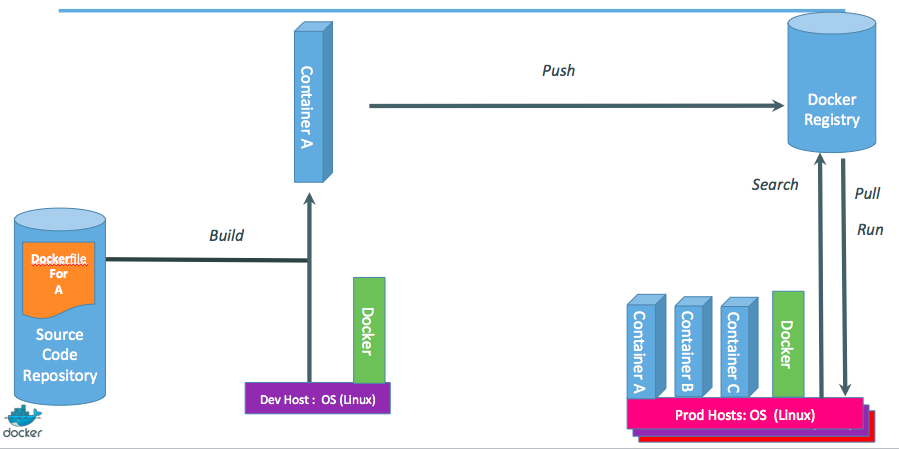 Container A
Push
Docker
Registry
Search
Pull
Run
Build
Dockerfile
For
A
Source
Code
Repository
Docker
Dev Host : OS (Linux)
Container A
Container B
Container C
Docker
Prod Hosts: OS (Linux)
docker